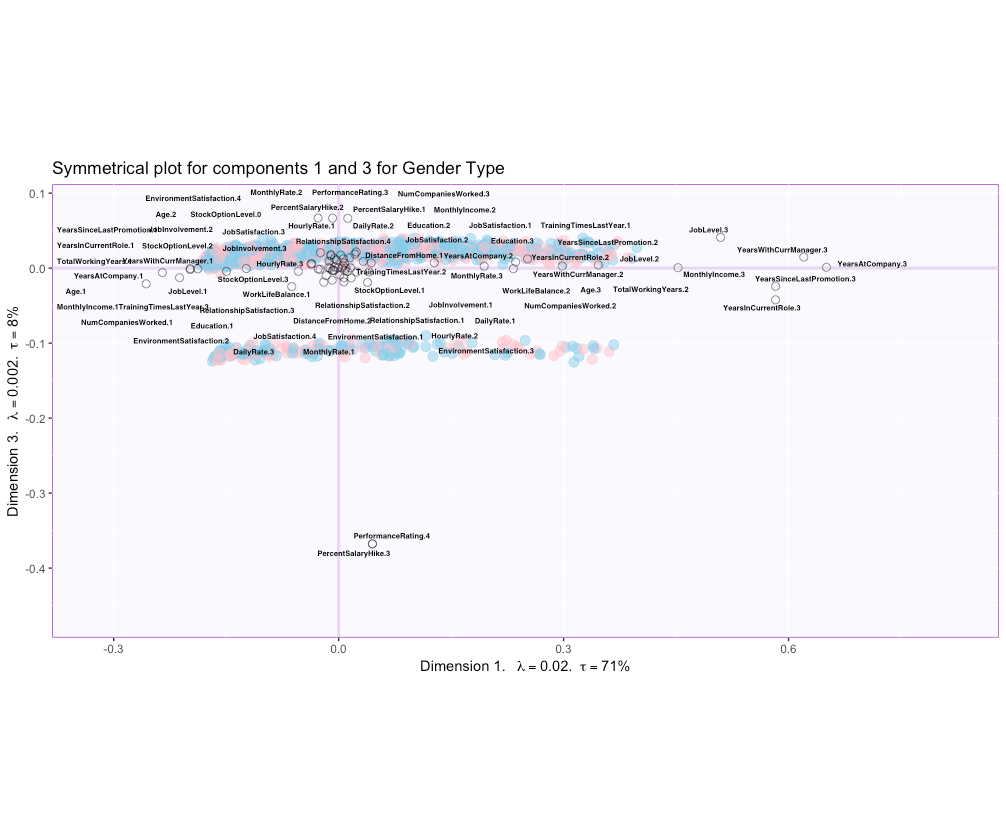 Symmetrical plot for components 1 and 3 for Gender Type
MonthlyRate.2 PerformanceRating.3 NumCompaniesWorked.3
EnvironmentSatisfaction.4
PercentSalaryHike.2 PercentSalaryHike.1 MonthlyIncome.2
Age.2 StockOptionLevel.0
HourlyRate.1 DailyRate.2 Education.2 JobSatisfaction.1 TrainingTimesLastYear.1
YearsSinceLastPromotion.1 JobInvolvement.2 JobSatisfaction.3 JobLevel.3
RelationshipSatisfaction.4 JobSatisfaction.2 Education.3 YearsSinceLastPromotion.2
YearsInCurrentRole.1 StockOptionLevel.2 JobInvolvement.3 YearsWithCurrManager.3
DistanceFromHome.1 YearsAtCompany.2 YearsInCurrentRole.2 JobLevel.2
TotalWorkingYears.1 YearsWithCurrManager.1 HourlyRate.3 YearsAtCompany.3
YearsAtCompany.1 StockOptionLevel.3 TrainingTimesLastYear.2 MonthlyRate.3 YearsWithCurrManager.2 MonthlyIncome.3 YearsSinceLastPromotion.3
Age.1 JobLevel.1 WorkLifeBalance.1 StockOptionLevel.1 WorkLifeBalance.2 Age.3 TotalWorkingYears.2
MonthlyIncome.1 TrainingTimesLastYear.3 RelationshipSatisfaction.3 RelationshipSatisfaction.2 JobInvolvement.1 NumCompaniesWorked.2 YearsInCurrentRole.3
NumCompaniesWorked.1 Education.1 DistanceFromHome.2 RelationshipSatisfaction.1 DailyRate.1
EnvironmentSatisfaction.2 JobSatisfaction.4 EnvironmentSatisfaction.1 HourlyRate.2
DailyRate.3 MonthlyRate.1 EnvironmentSatisfaction.3
PerformanceRating.4
PercentSalaryHike.3
0.1
0.0
-0.1
-0.2
-0.3
-0.4
Dimension 3. λ = 0.002. τ = 8%
-0.3 0.0 0.3 0.6
Dimension 1. λ = 0.02. τ = 71%